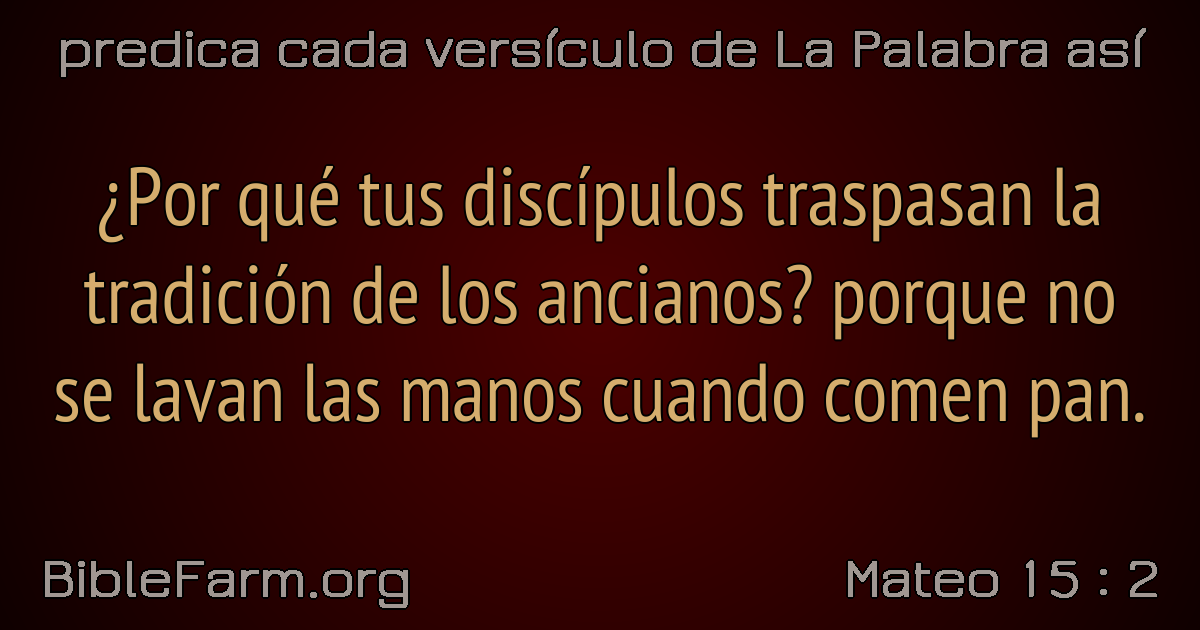 predica cada versículo de La Palabra así
¿Por qué tus discípulos traspasan la
tradición de los ancianos? porque no
se lavan las manos cuando comen pan.
BibleFarm.org
Mateo 15 : 2